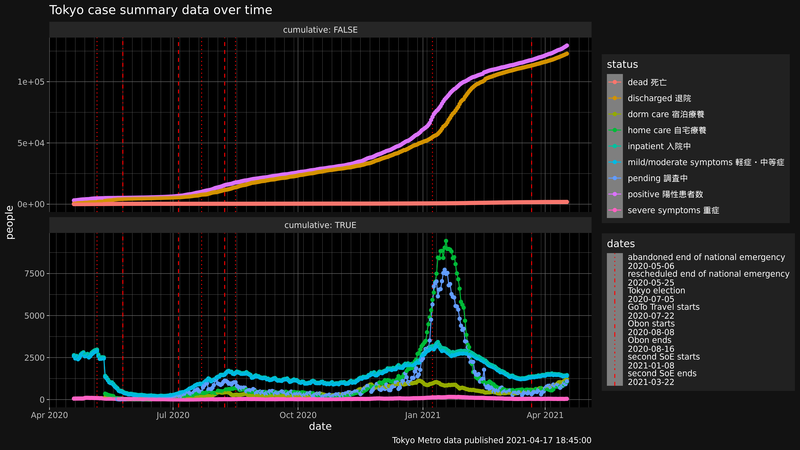 Tokyo case summary data over time
cumulative: FALSE
1e+05
5e+04
0e+00
people
cumulative: TRUE
7500
5000
2500
0
Apr 2020
Jul 2020
Oct 2020
Jan 2021
Apr 2021
date
Tokyo Metro data published 2021-04-17 18:45:00
status
dead 死亡
discharged 退院
dorm care 宿泊療養
home care 自宅療養
inpatient 入院中
mild/moderate symptoms 軽症・中等症
pending 調査中
positive 陽性患者数
severe symptoms 重症
dates
abandoned end of national emergency
2020-05-06
rescheduled end of national emergency
2020-05-25
Tokyo election
2020-07-05
GoTo Travel starts
2020-07-22
Obon starts
2020-08-08
Obon ends
2020-08-16
second SoE starts
2021-01-08
second SoE ends
2021-03-22